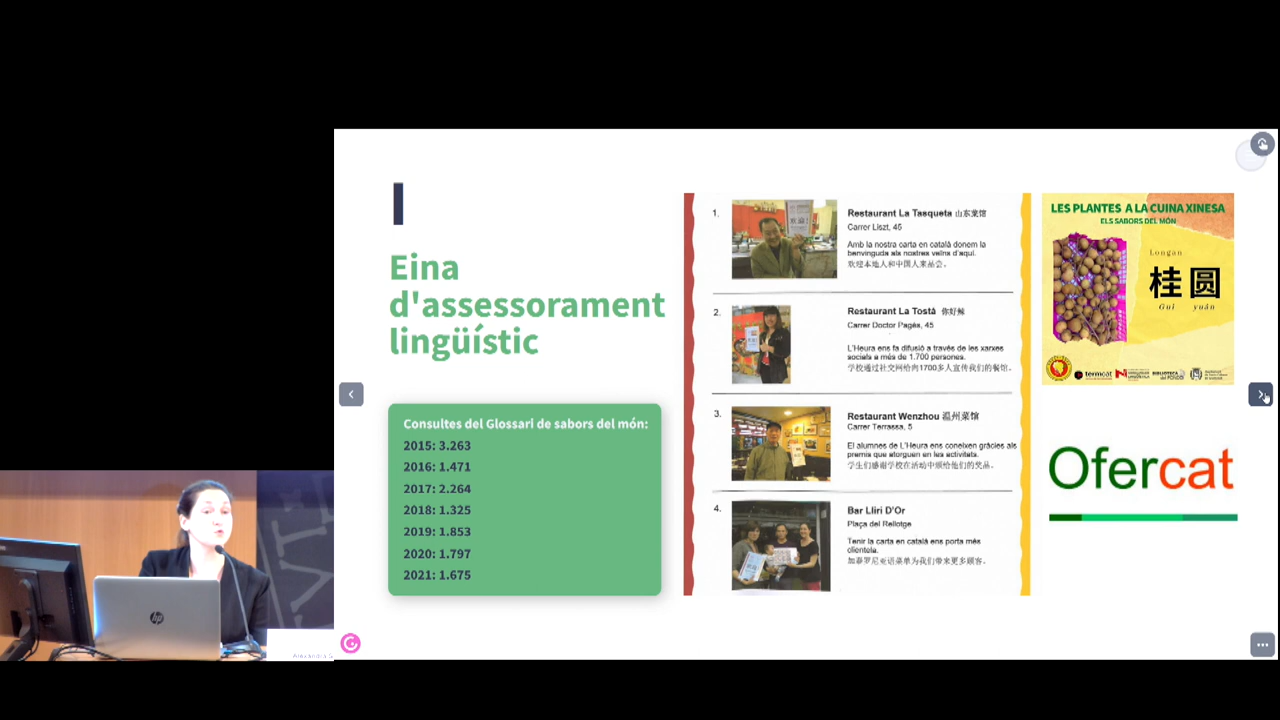 Eina
d'assessorament
lingüístic
Consultes del Glossari de sabors del món:
2015: 3.263
2016: 1.471
2017: 2.264
2018: 1.325
2019: 1.853
2020: 1.797
2021: 1.675
1.
Restaurant La Tasqueta 山东菜馆
Carrer Liszt, 45
Amb la nostra carta en català donem la
benvinguda als nostres veïns d'aquí.
欢迎本地人和中国人来品尝。
2.
Restaurant La Tostà 你好候
Carrer Doctor Pagès, 45
L'Heura ens fa difusió a través de les xarxes
socials a més de 1.700 persones.
学校通过社交网给向1700多人宣传我们的餐馆。
3.
Restaurant Wenzhou 温州菜馆
Carrer Terrassa, 5
El alumnes de L'Heura ens coneixen gràcies als
premis que atorguen en les activitats.
学生们感谢学校在活动中颁给他们的奖品。
4.
Bar Lliri D'Or
Plaça del Rellotge
Tenir la carta en català ens porta més
clientela.
加泰罗尼亚语菜单为我们带来更多顾客。
LES PLANTES A LA CUINA XINESA
ELS SABORS DEL MÓN
Longan
桂圆
Gui yuán
termcat
Ofercat
hp